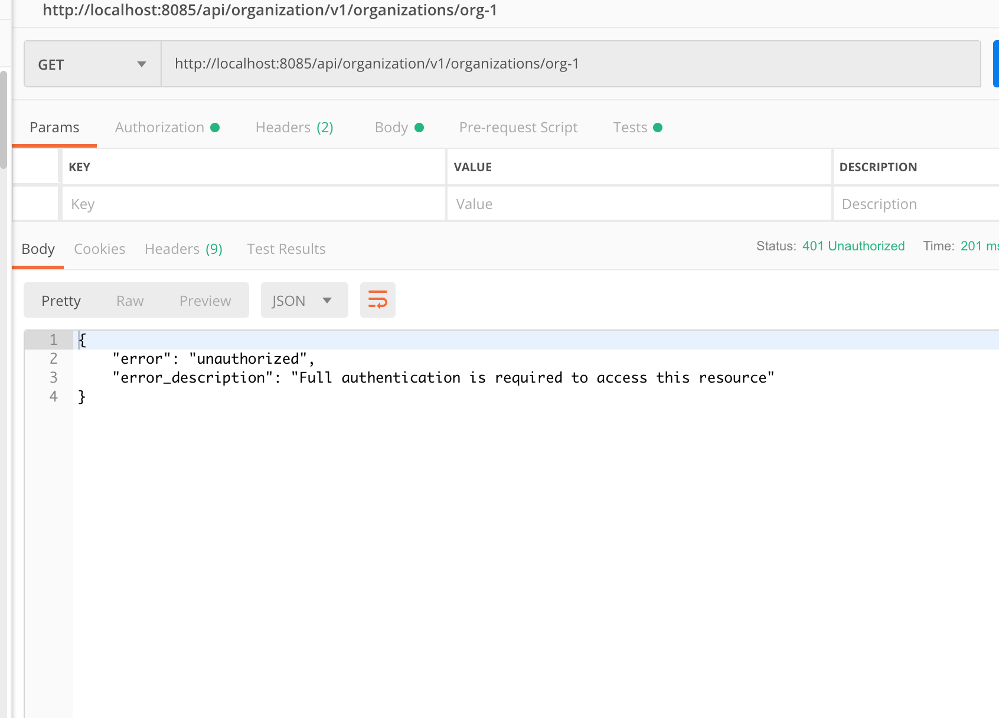 http://localhost:8085/api/organization/v1/organizations/org-1
GET http://localhost:8085/api/organization/v1/organizations/org-1
Params Authorization Headers (2) Body Pre-request Script Tests
KEY VALUE DESCRIPTION
Key Value Description
Body Cookies Headers (9) Test Results Status: 401 Unauthorized Time: 201 ms
Pretty Raw Preview JSON
1 {
2 "error": "unauthorized",
3 "error_description": "Full authentication is required to access this resource"
4 }